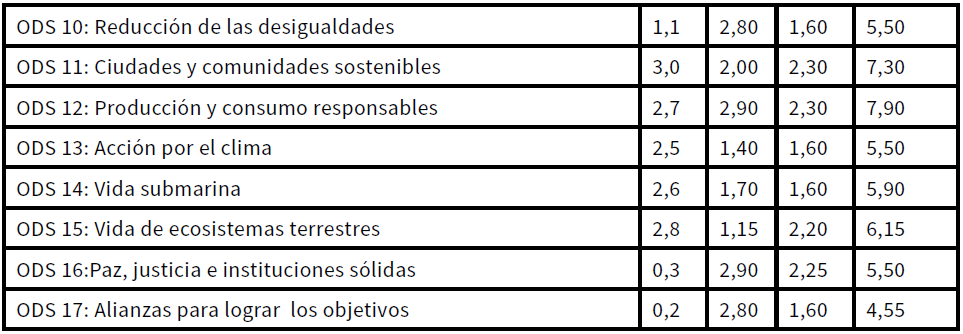 ODS 10: Reducción de las desigualdades 1,1 2,80 1,60 5,50
ODS 11: Ciudades y comunidades sostenibles 3,0 2,00 2,30 7,30
ODS 12: Producción y consumo responsables 2,7 2,90 2,30 7,90
ODS 13: Acción por el clima 2,5 1,40 1,60 5,50
ODS 14: Vida submarina 2,6 1,70 1,60 5,90
ODS 15: Vida de ecosistemas terrestres 2,8 1,15 2,20 6,15
ODS 16:Paz, justicia e instituciones sólidas 0,3 2,90 2,25 5,50
ODS 17: Alianzas para lograr  los objetivos 0,2 2,80 1,60 4,55